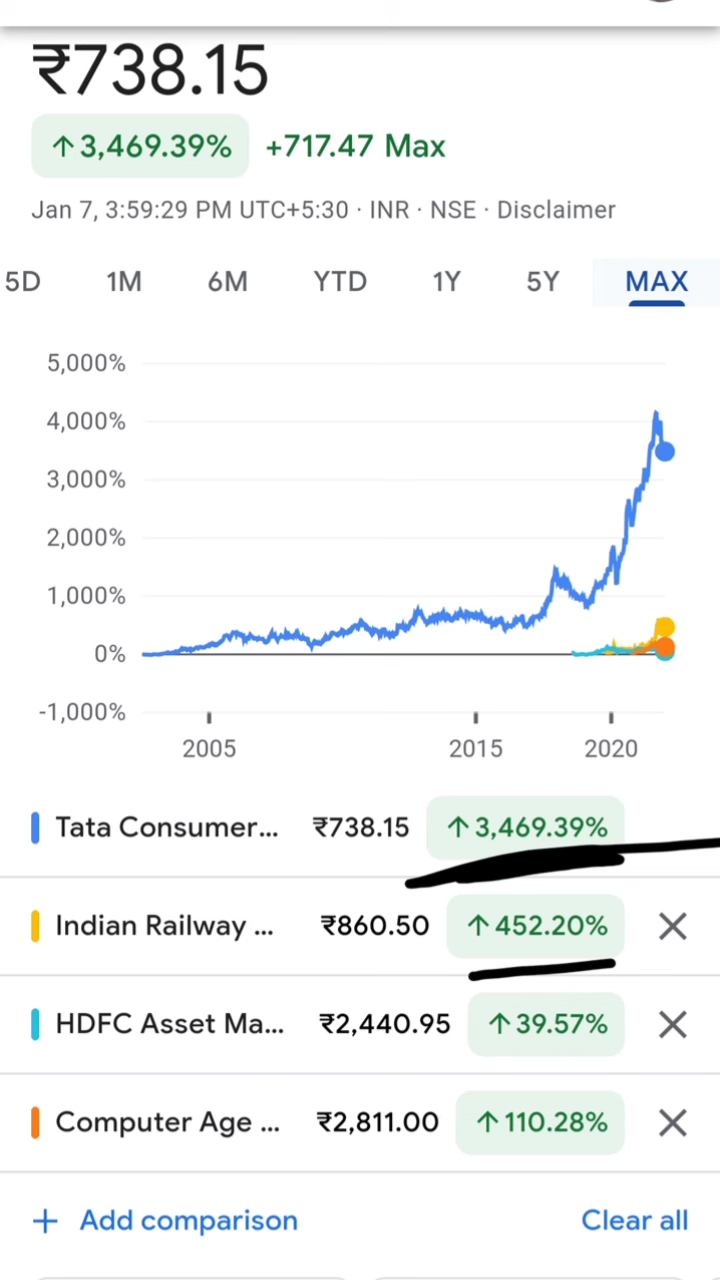 ₹738.15
↑3,469.39% +717.47 Max
Jan 7, 3:59:29 PM UTC+5:30 · INR · NSE · Disclaimer
5D 1M 6M YTD 1Y 5Y MAX
5,000%
4,000%
3,000%
2,000%
1,000%
0%
-1,000%
2005 2015 2020
Tata Consumer... ₹738.15 ↑3,469.39%
Indian Railway ... ₹860.50 ↑452.20%
HDFC Asset Ma... ₹2,440.95 ↑39.57%
Computer Age ... ₹2,811.00 ↑110.28%
+ Add comparison Clear all